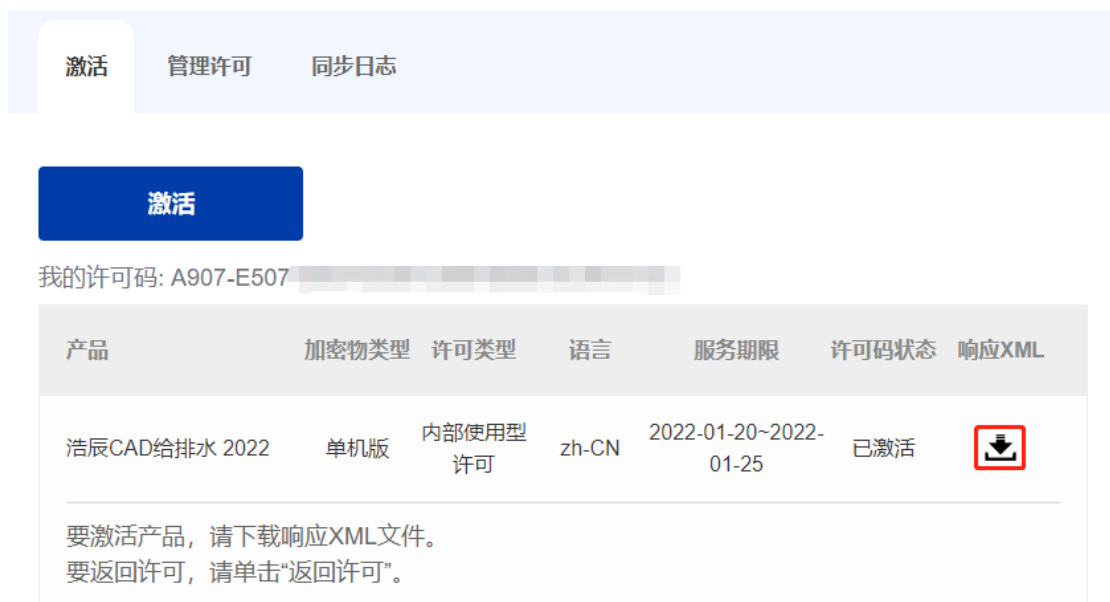 激活 管理许可 同步日志
激活
我的许可码: A907-E507
产品 加密物类型 许可类型 语言 服务期限 许可码状态 响应XML
浩辰CAD给排水 2022 单机版 内部使用型许可 zh-CN 2022-01-20~2022-01-25 已激活
要激活产品，请下载响应XML文件。
要返回许可，请单击“返回许可”。